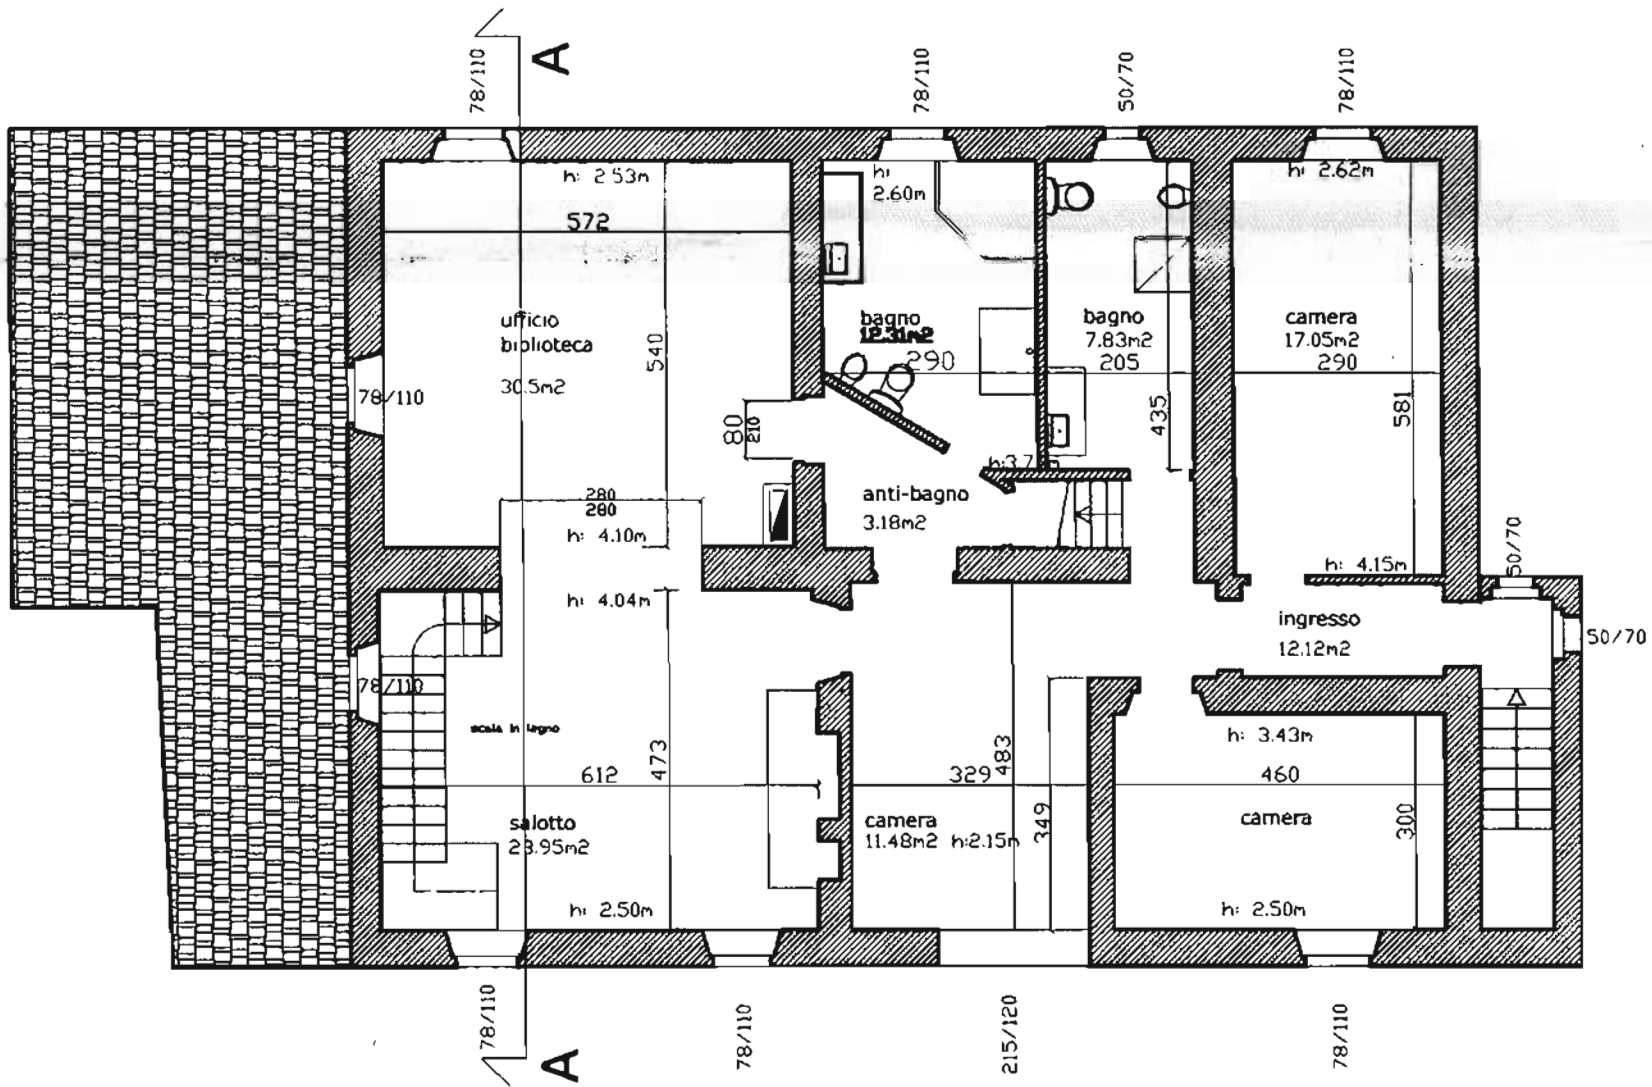 A
78/110
78/110
50/70
78/110
h: 2.53m
572
ufficio
biblioteca
30.5m2
540
78/110
80
210
280
280
h: 4.10m
h:
2.60m
bagno
12.31m2
290
bagno
7.83m2
205
435
h:3.7
anti-bagno
3.18m2
h: 2.62m
camera
17.05m2
290
581
h: 4.15m
50/70
ingresso
12.12m2
50/70
h: 4.04m
78/110
scala in legno
612
473
salotto
28.95m2
h: 2.50m
329
483
349
camera
11.48m2 h:2.15m
h: 3.43m
460
camera
300
h: 2.50m
78/110
A
78/110
215/120
78/110